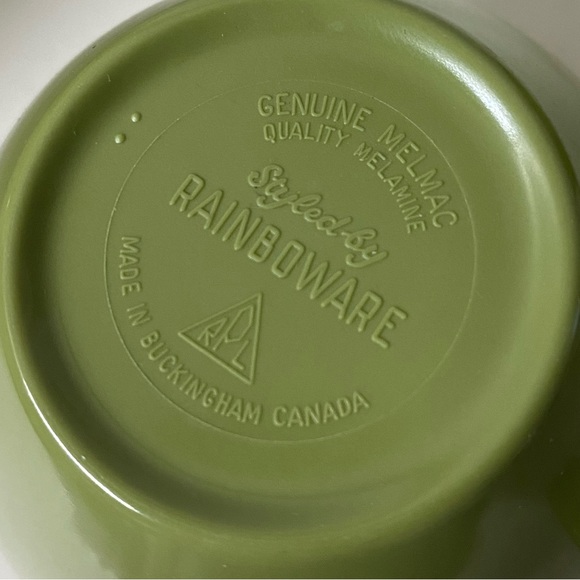 GENUINE MELMAC
QUALITY MELAMINE
Styled by
RAINBOWARE
RPL
MADE IN BUCKINGHAM CANADA